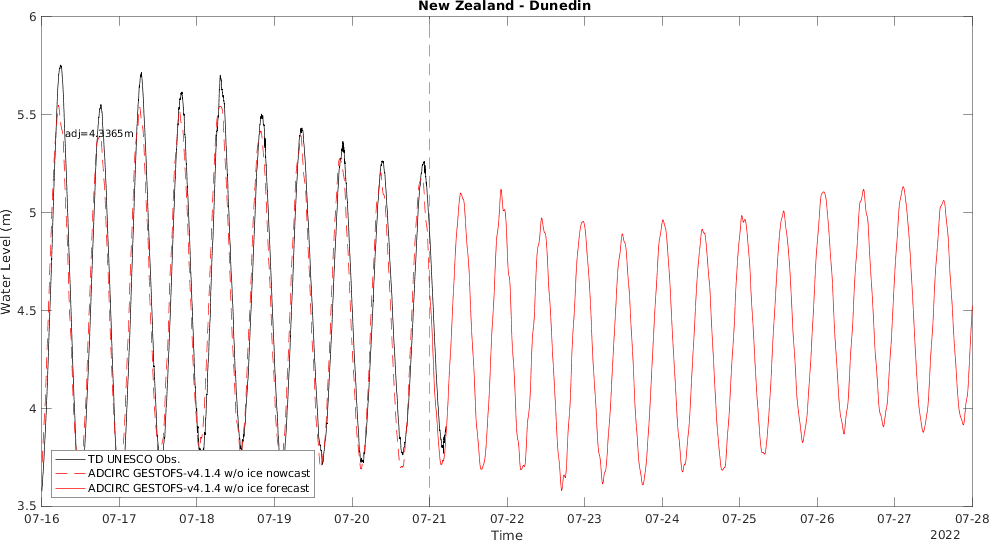 New Zealand - Dunedin
6
5.5
5
4.5
4
3.5
Water Level (m)
adj=4.3365m
TD UNESCO Obs.
ADCIRC GESTOFS-v4.1.4 w/o ice nowcast
ADCIRC GESTOFS-v4.1.4 w/o ice forecast
07-16 07-17 07-18 07-19 07-20 07-21 07-22 07-23 07-24 07-25 07-26 07-27 07-28
Time
2022